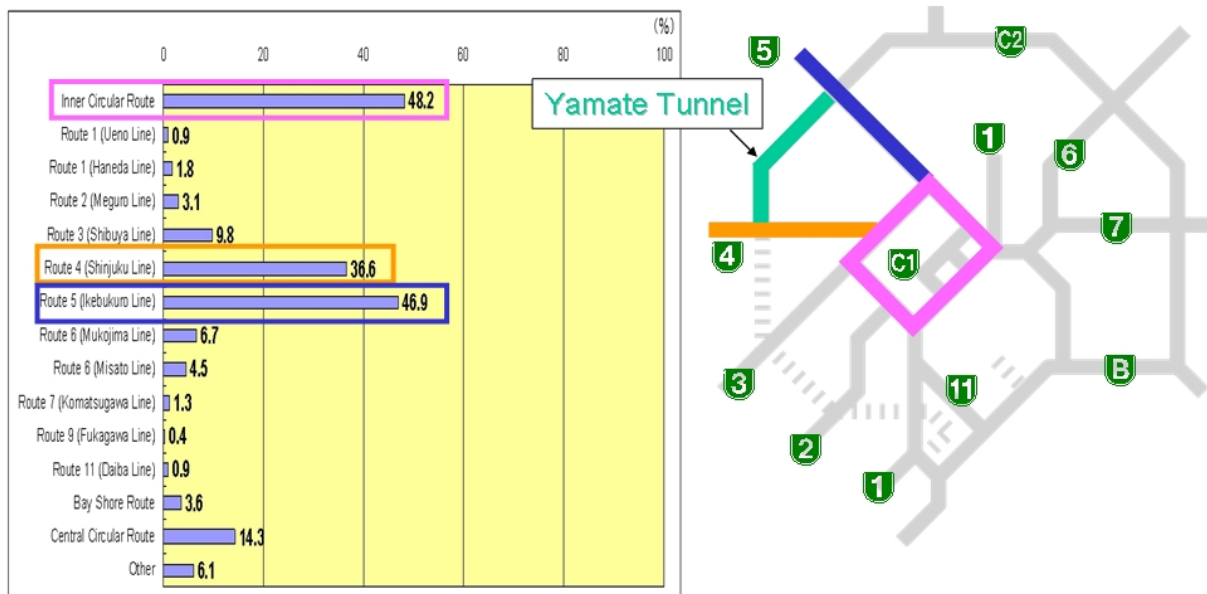 (%)
0 20 40 60 80 100
Inner Circular Route 48.2
Route 1 (Ueno Line) 0.9
Route 1 (Haneda Line) 1.8
Route 2 (Meguro Line) 3.1
Route 3 (Shibuya Line) 9.8
Route 4 (Shinjuku Line) 36.6
Route 5 (Ikebukuro Line) 46.9
Route 6 (Mukojima Line) 6.7
Route 6 (Misato Line) 4.5
Route 7 (Komatsugawa Line) 1.3
Route 9 (Fukagawa Line) 0.4
Route 11 (Daiba Line) 0.9
Bay Shore Route 3.6
Central Circular Route 14.3
Other 6.1
Yamate Tunnel
5
C2
1
6
7
4
C1
3
11
B
2
1